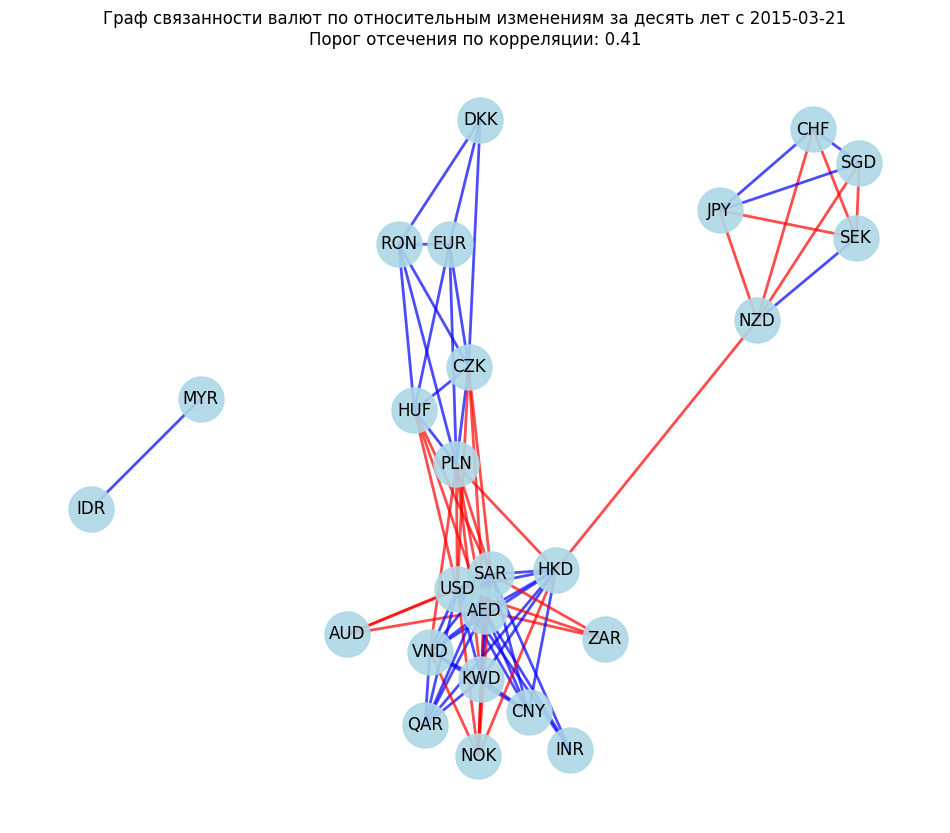 Граф связанности валют по относительным изменениям за десять лет с 2015-03-21
Порог отсечения по корреляции: 0.41
DKK
CHF
SGD
JPY
SEK
RON
EUR
NZD
CZK
MYR
HUF
PLN
IDR
SAR
HKD
USD
AED
AUD
ZAR
VND
KWD
CNY
QAR
INR
NOK